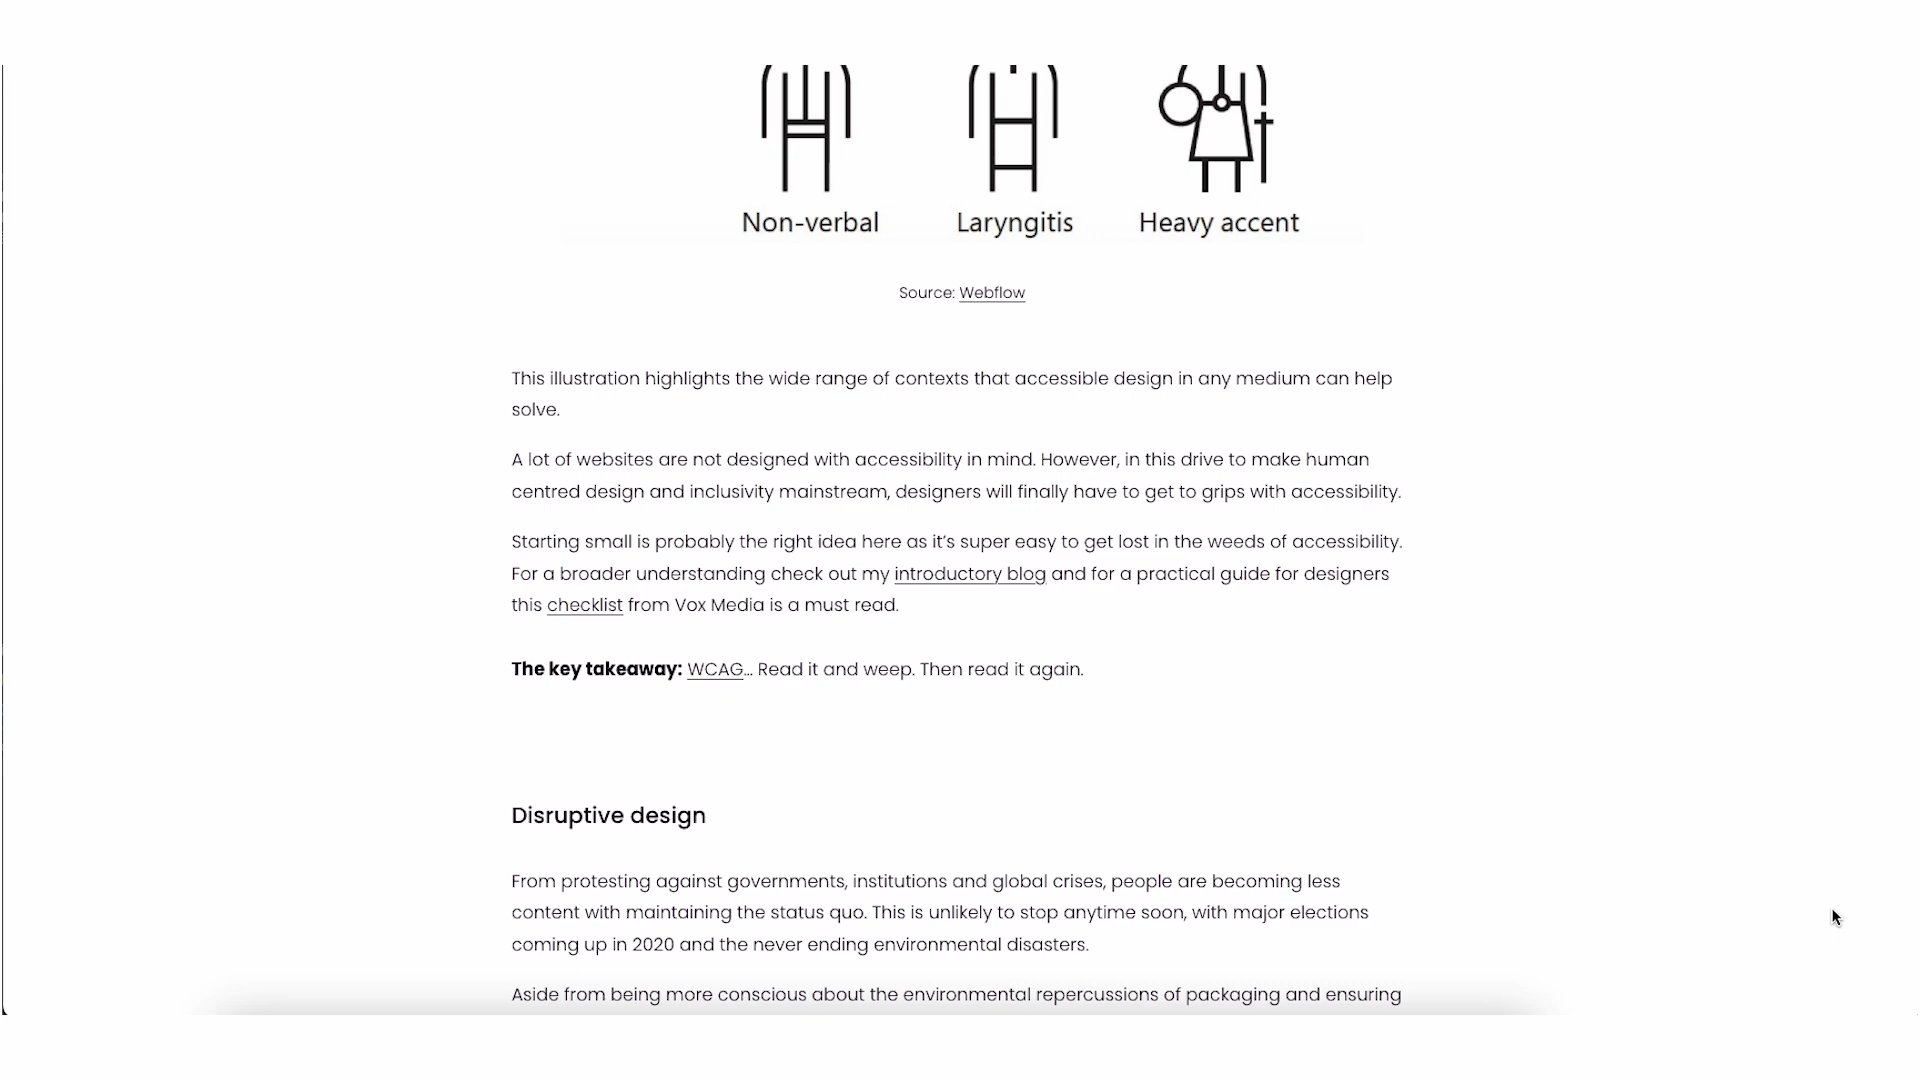 Non-verbal Laryngitis Heavy accent
Source: Webflow
This illustration highlights the wide range of contexts that accessible design in any medium can help
solve.
A lot of websites are not designed with accessibility in mind. However, in this drive to make human
centred design and inclusivity mainstream, designers will finally have to get to grips with accessibility.
Starting small is probably the right idea here as it’s super easy to get lost in the weeds of accessibility.
For a broader understanding check out my introductory blog and for a practical guide for designers
this checklist from Vox Media is a must read.
The key takeaway: WCAG… Read it and weep. Then read it again.
Disruptive design
From protesting against governments, institutions and global crises, people are becoming less
content with maintaining the status quo. This is unlikely to stop anytime soon, with major elections
coming up in 2020 and the never ending environmental disasters.
Aside from being more conscious about the environmental repercussions of packaging and ensuring